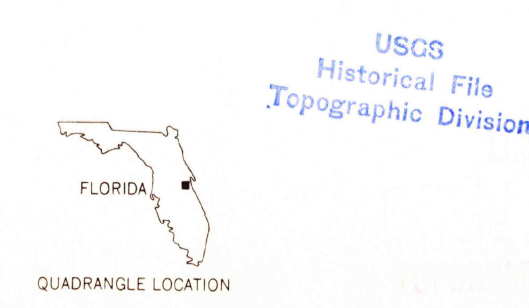 USGS
Historical File
Topographic Division
FLORIDA
QUADRANGLE LOCATION